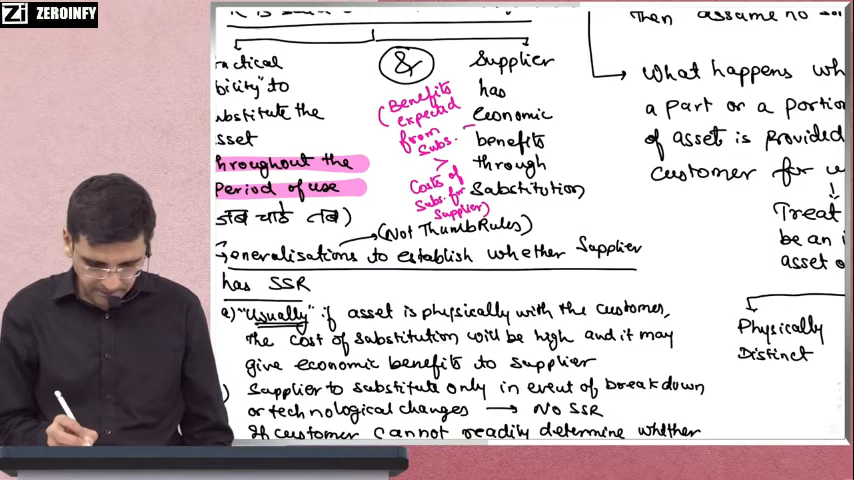 Zi ZEROINFY
&
Supplier
has
economic
benefits
through
Substitution)
(Benefits
expected
from
Subs.
>
Costs of
Subs. for
Supplier)
ractical
bility" to
ubstitute the
sset
hroughout the
Period of use
जब चाहे तब)
(Not Thumb Rules)
eneralisations to establish whether Supplier
has SSR
a) "Usually" if asset is physically with the customer,
the cost of substitution will be high and it may
give economic benefits to supplier
) Supplier to substitute only in event of breakdown
or technological changes → No SSR
If customer cannot readily determine whether
Then assume no
What happens wh
a part or a portio
of asset is provided
customer for u
Treat
be an i
asset o
Physically
Distinct